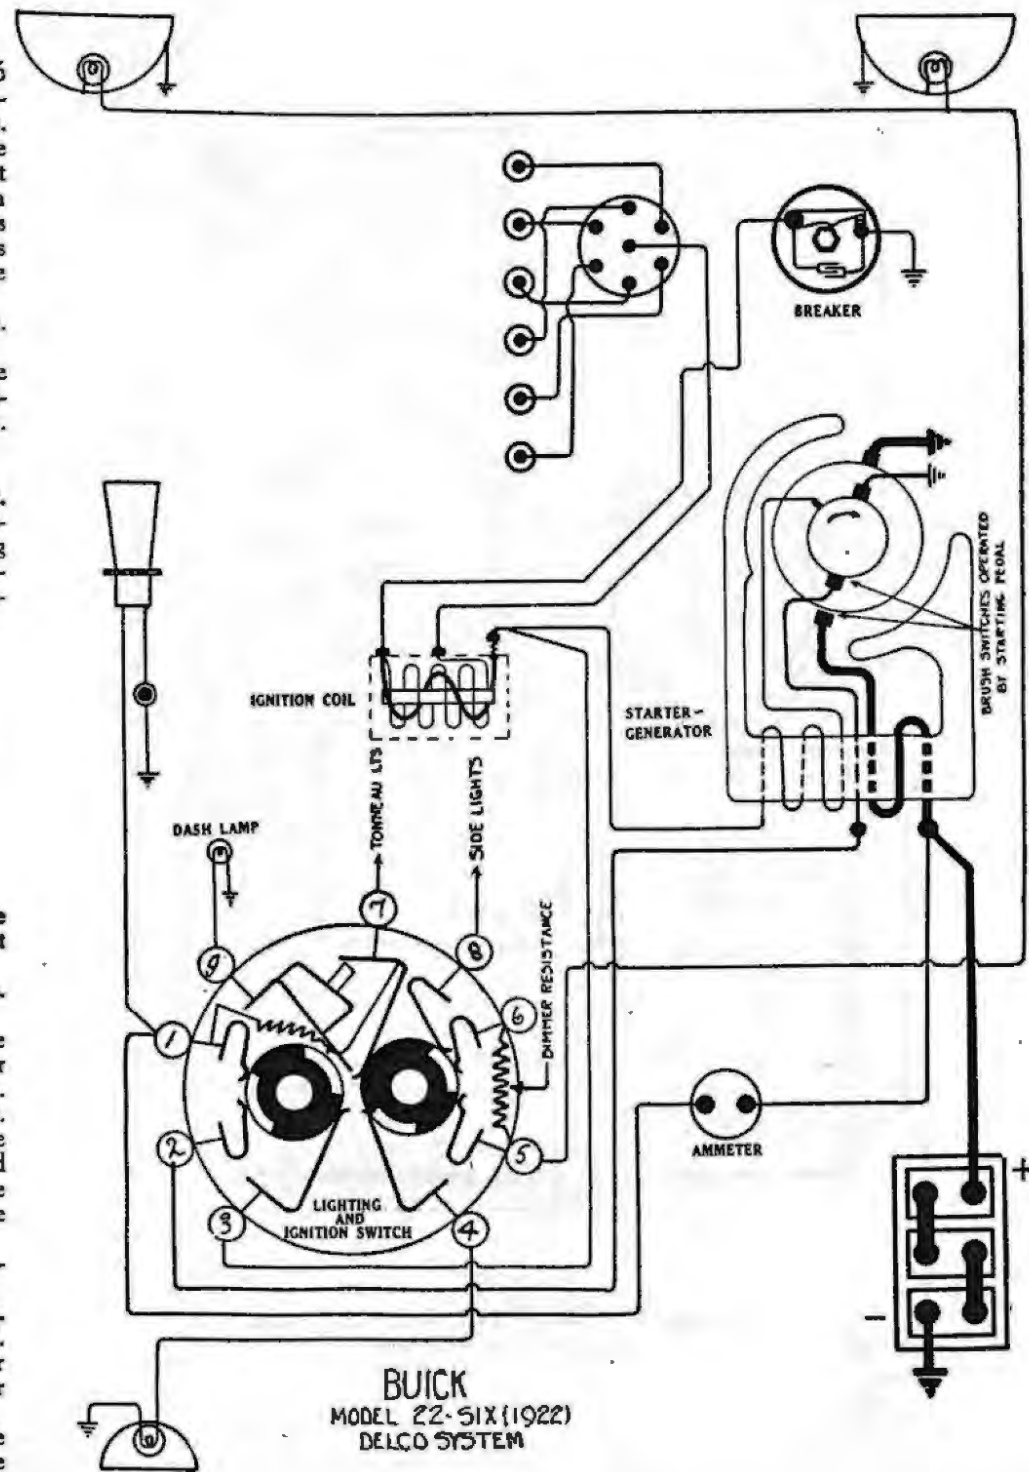 BREAKER
BRUSH SWITCHES OPERATED
BY STARTING PEDAL
IGNITION COIL
STARTER-
GENERATOR
TONNEAU LTS
SIDE LIGHTS
DASH LAMP
DIMMER RESISTANCE
7
8
9
6
1
2
5
3
4
LIGHTING
AND
IGNITION SWITCH
AMMETER
+
-
BUICK
MODEL 22-SIX (1922)
DELCO SYSTEM